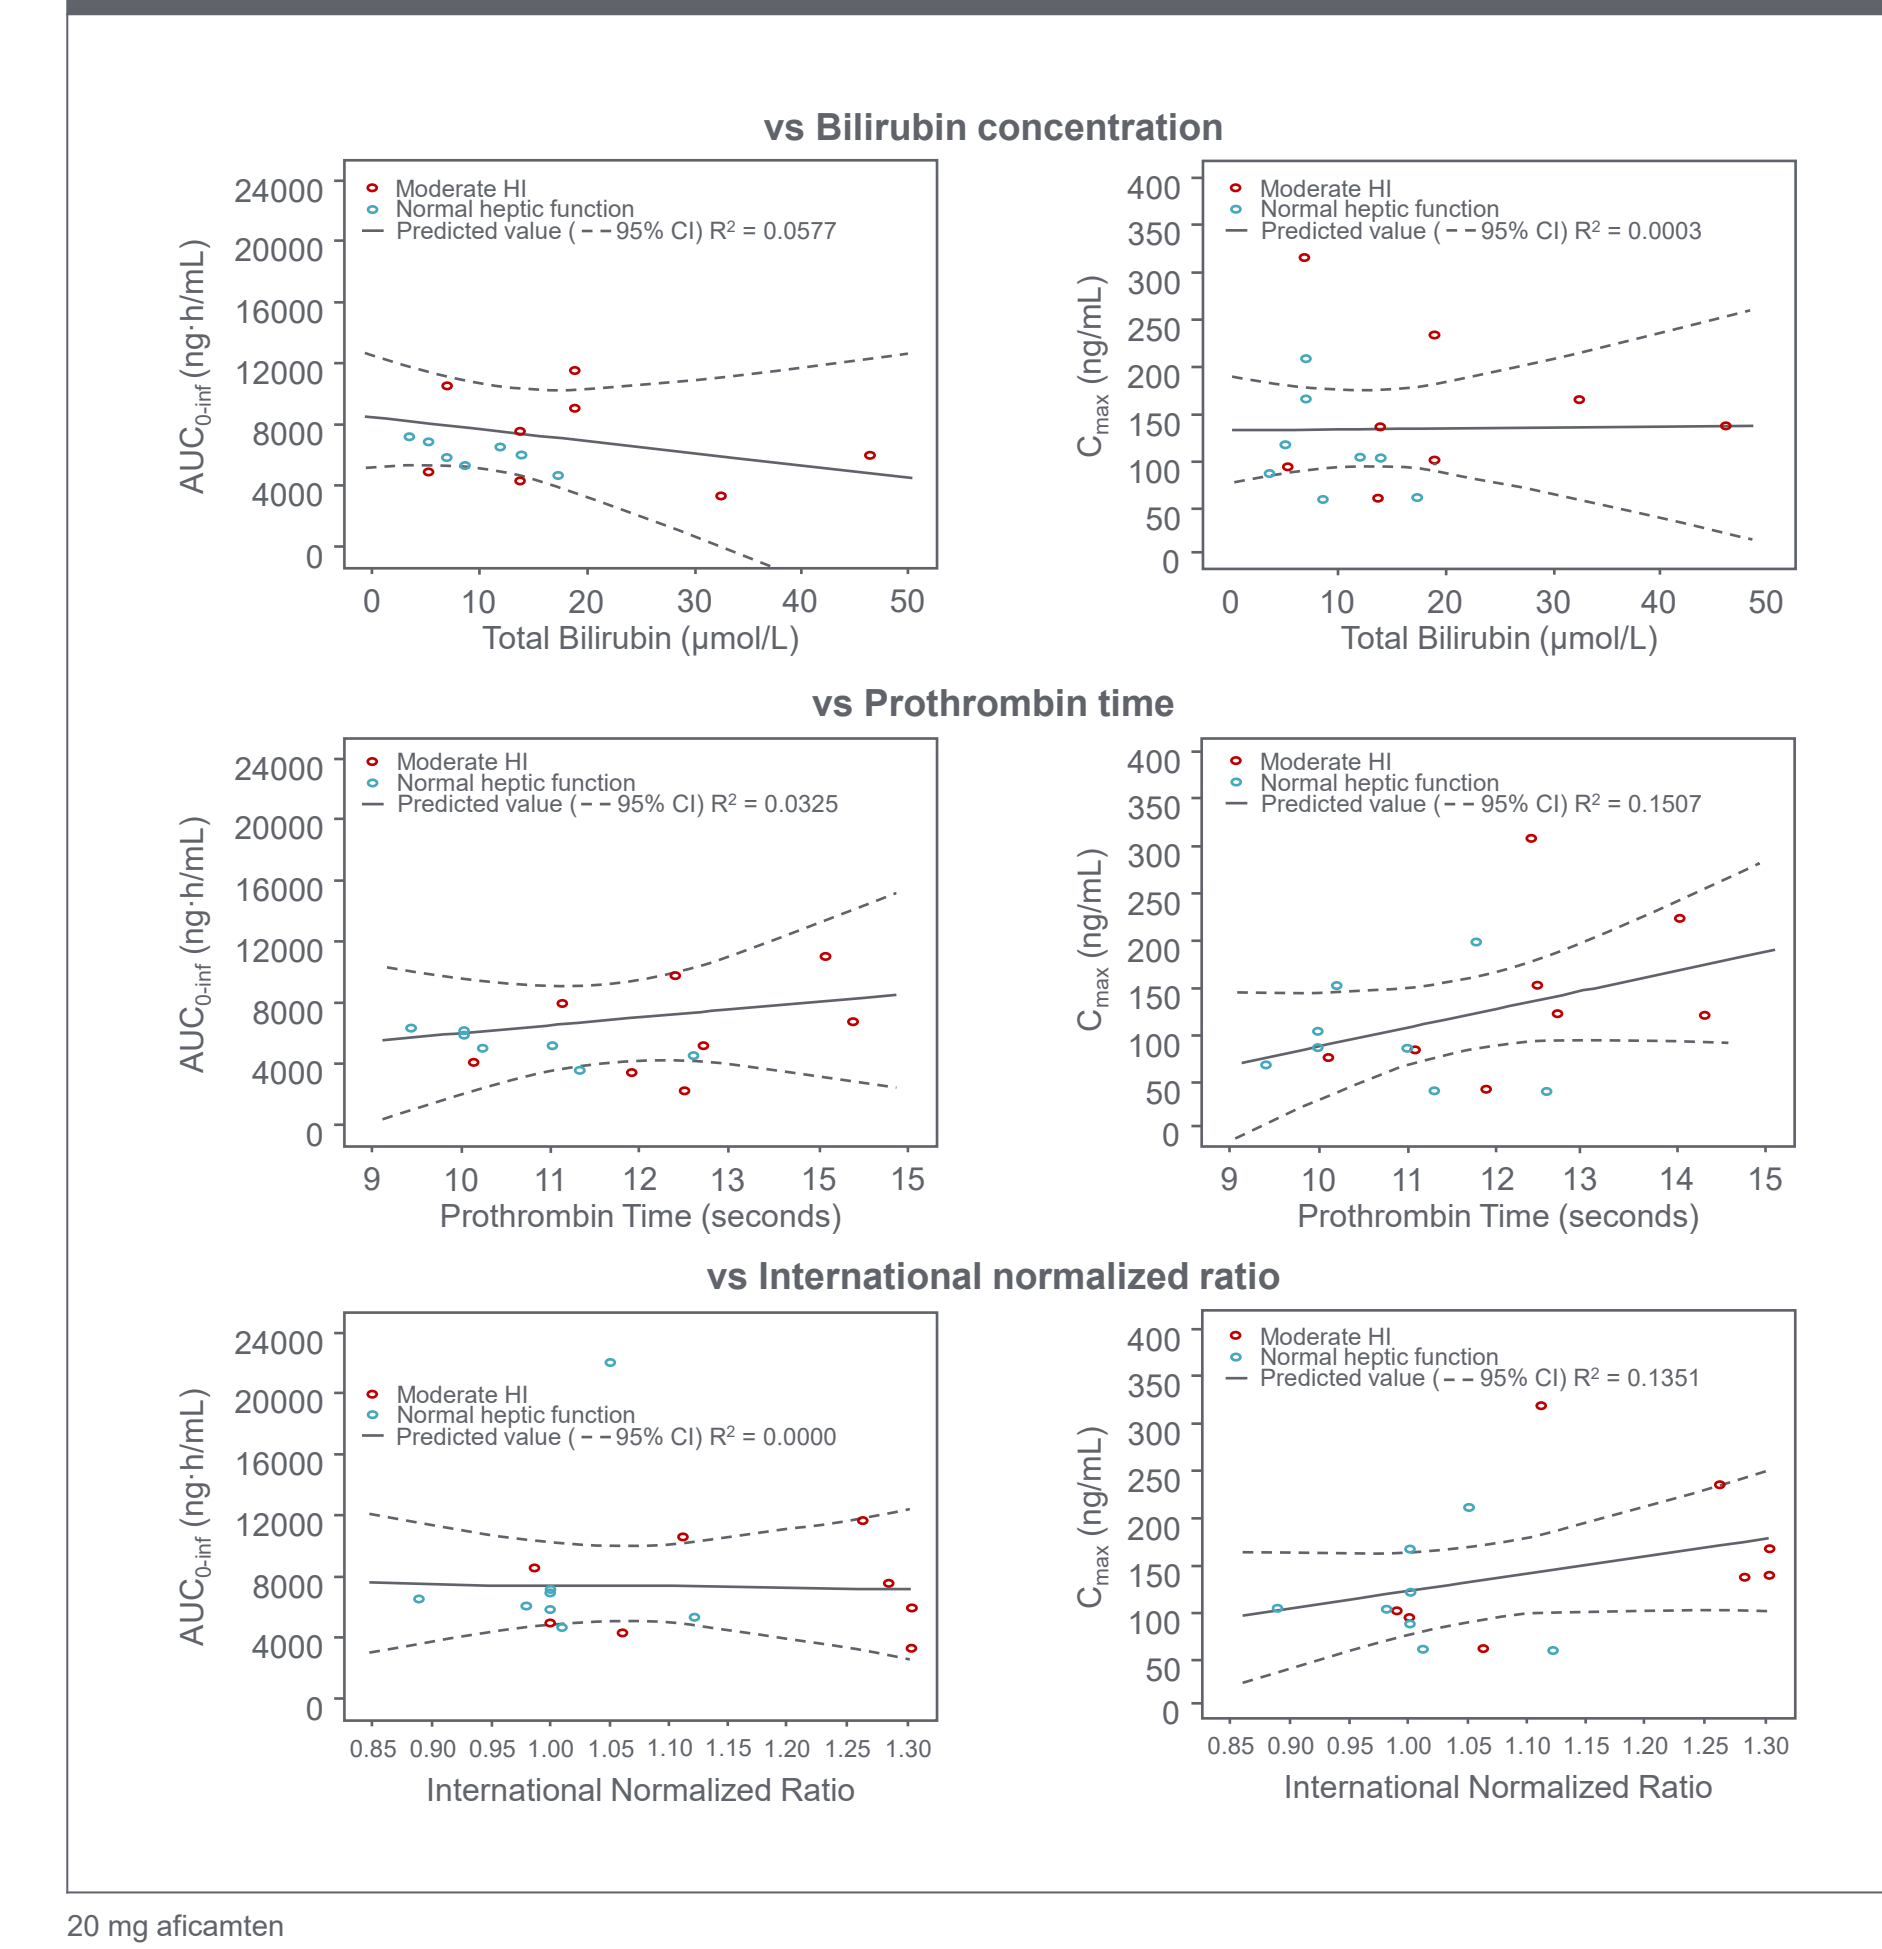 vs Bilirubin concentration
24000
20000
16000
12000
8000
4000
0
AUC0-inf (ng·h/mL)
Moderate HI
Normal heptic function
Predicted value (--95% CI) R² = 0.0577
0 10 20 30 40 50
Total Bilirubin (µmol/L)
400
350
300
250
200
150
100
50
0
Cmax (ng/mL)
Moderate HI
Normal heptic function
Predicted value (--95% CI) R² = 0.0003
0 10 20 30 40 50
Total Bilirubin (µmol/L)
vs Prothrombin time
24000
20000
16000
12000
8000
4000
0
AUC0-inf (ng·h/mL)
Moderate HI
Normal heptic function
Predicted value (--95% CI) R² = 0.0325
9 10 11 12 13 15 15
Prothrombin Time (seconds)
400
350
300
250
200
150
100
50
0
Cmax (ng/mL)
Moderate HI
Normal heptic function
Predicted value (--95% CI) R² = 0.1507
9 10 11 12 13 14 15
Prothrombin Time (seconds)
vs International normalized ratio
24000
20000
16000
12000
8000
4000
0
AUC0-inf (ng·h/mL)
Moderate HI
Normal heptic function
Predicted value (--95% CI) R² = 0.0000
0.85 0.90 0.95 1.00 1.05 1.10 1.15 1.20 1.25 1.30
International Normalized Ratio
400
350
300
250
200
150
100
50
0
Cmax (ng/mL)
Moderate HI
Normal heptic function
Predicted value (--95% CI) R² = 0.1351
0.85 0.90 0.95 1.00 1.05 1.10 1.15 1.20 1.25 1.30
International Normalized Ratio
20 mg aficamten